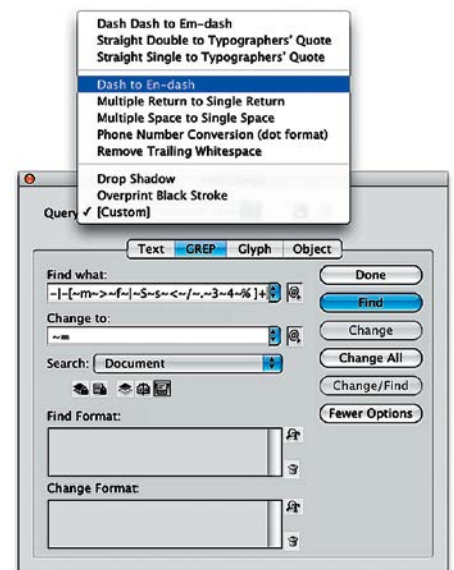 Dash Dash to Em-dash
Straight Double to Typographers' Quote
Straight Single to Typographers' Quote
Dash to En-dash
Multiple Return to Single Return
Multiple Space to Single Space
Phone Number Conversion (dot format)
Remove Trailing Whitespace
Drop Shadow
Overprint Black Stroke
Query ✓ [Custom]
Text GREP Glyph Object
Find what: Done
-|-[~m~>~f~|~S~s~<~/~.~3~4~% ]+ @ Find
Change to: Change
~= @
Search: Document Change All
Change/Find
Find Format: Fewer Options
Change Format: